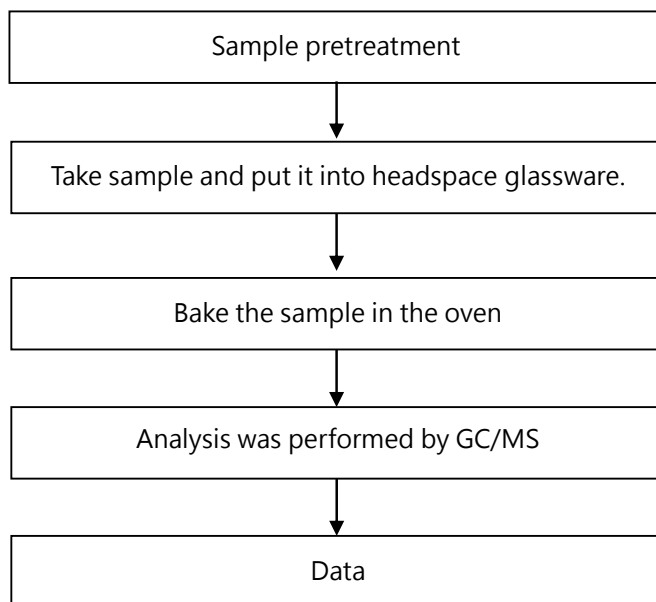 Sample pretreatment
Take sample and put it into headspace glassware.
Bake the sample in the oven
Analysis was performed by GC/MS
Data